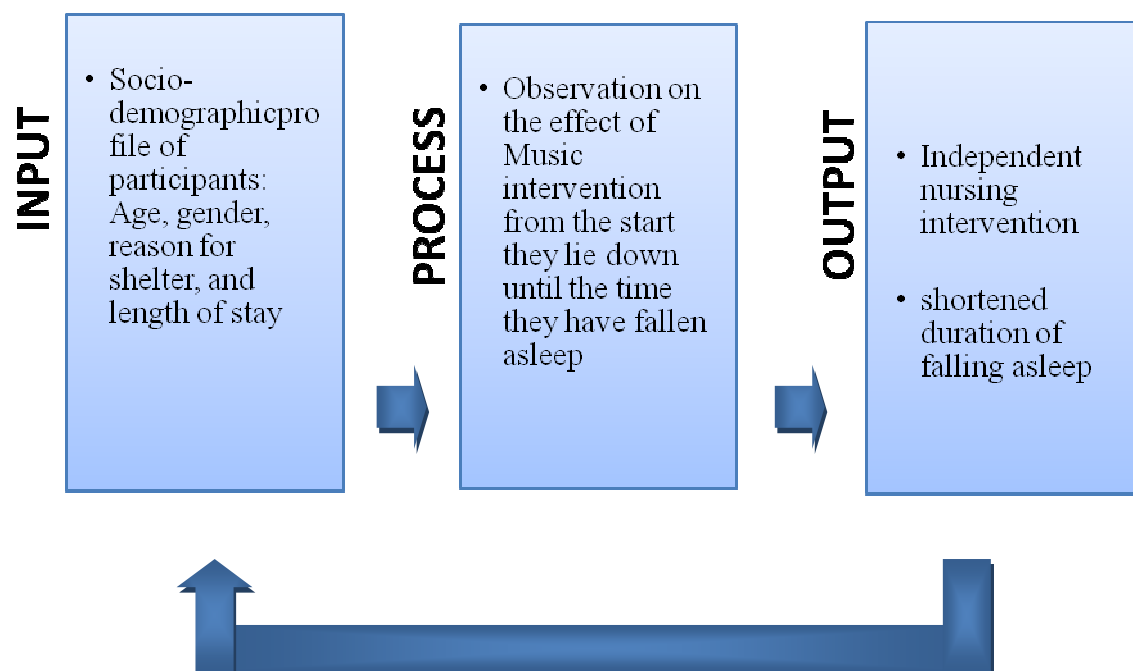 INPUT
• Socio-
demographicpro
file of
participants:
Age, gender,
reason for
shelter, and
length of stay
PROCESS
• Observation on
the effect of
Music
intervention
from the start
they lie down
until the time
they have fallen
asleep
OUTPUT
• Independent
nursing
intervention
• shortened
duration of
falling asleep